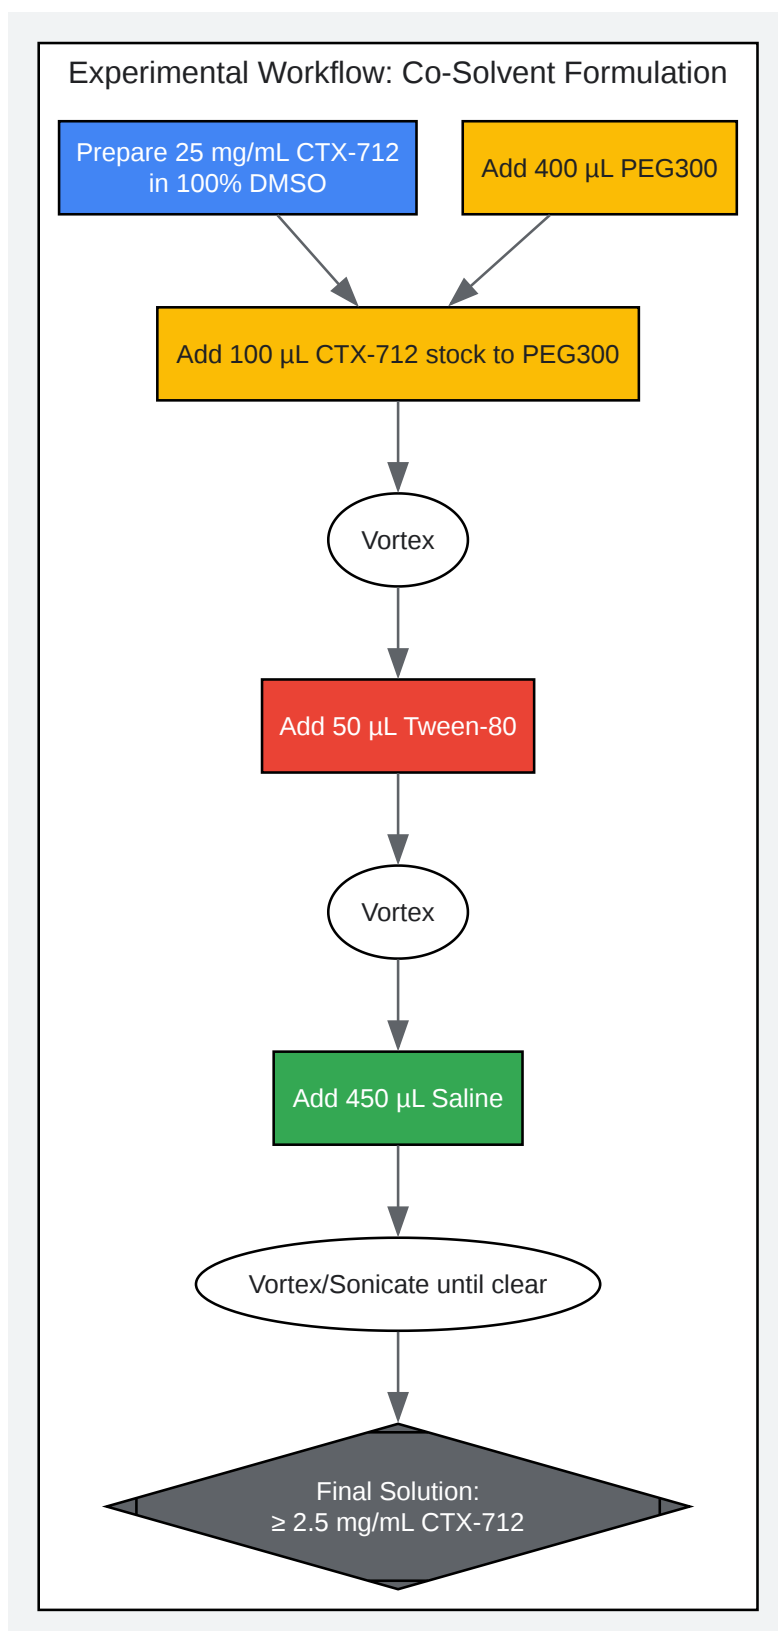 Experimental Workflow: Co-Solvent Formulation
Prepare 25 mg/mL CTX-712
in 100% DMSO
Add 400 µL PEG300
Add 100 µL CTX-712 stock to PEG300
Vortex
Add 50 µL Tween-80
Vortex
Add 450 µL Saline
Vortex/Sonicate until clear
Final Solution:
≥ 2.5 mg/mL CTX-712